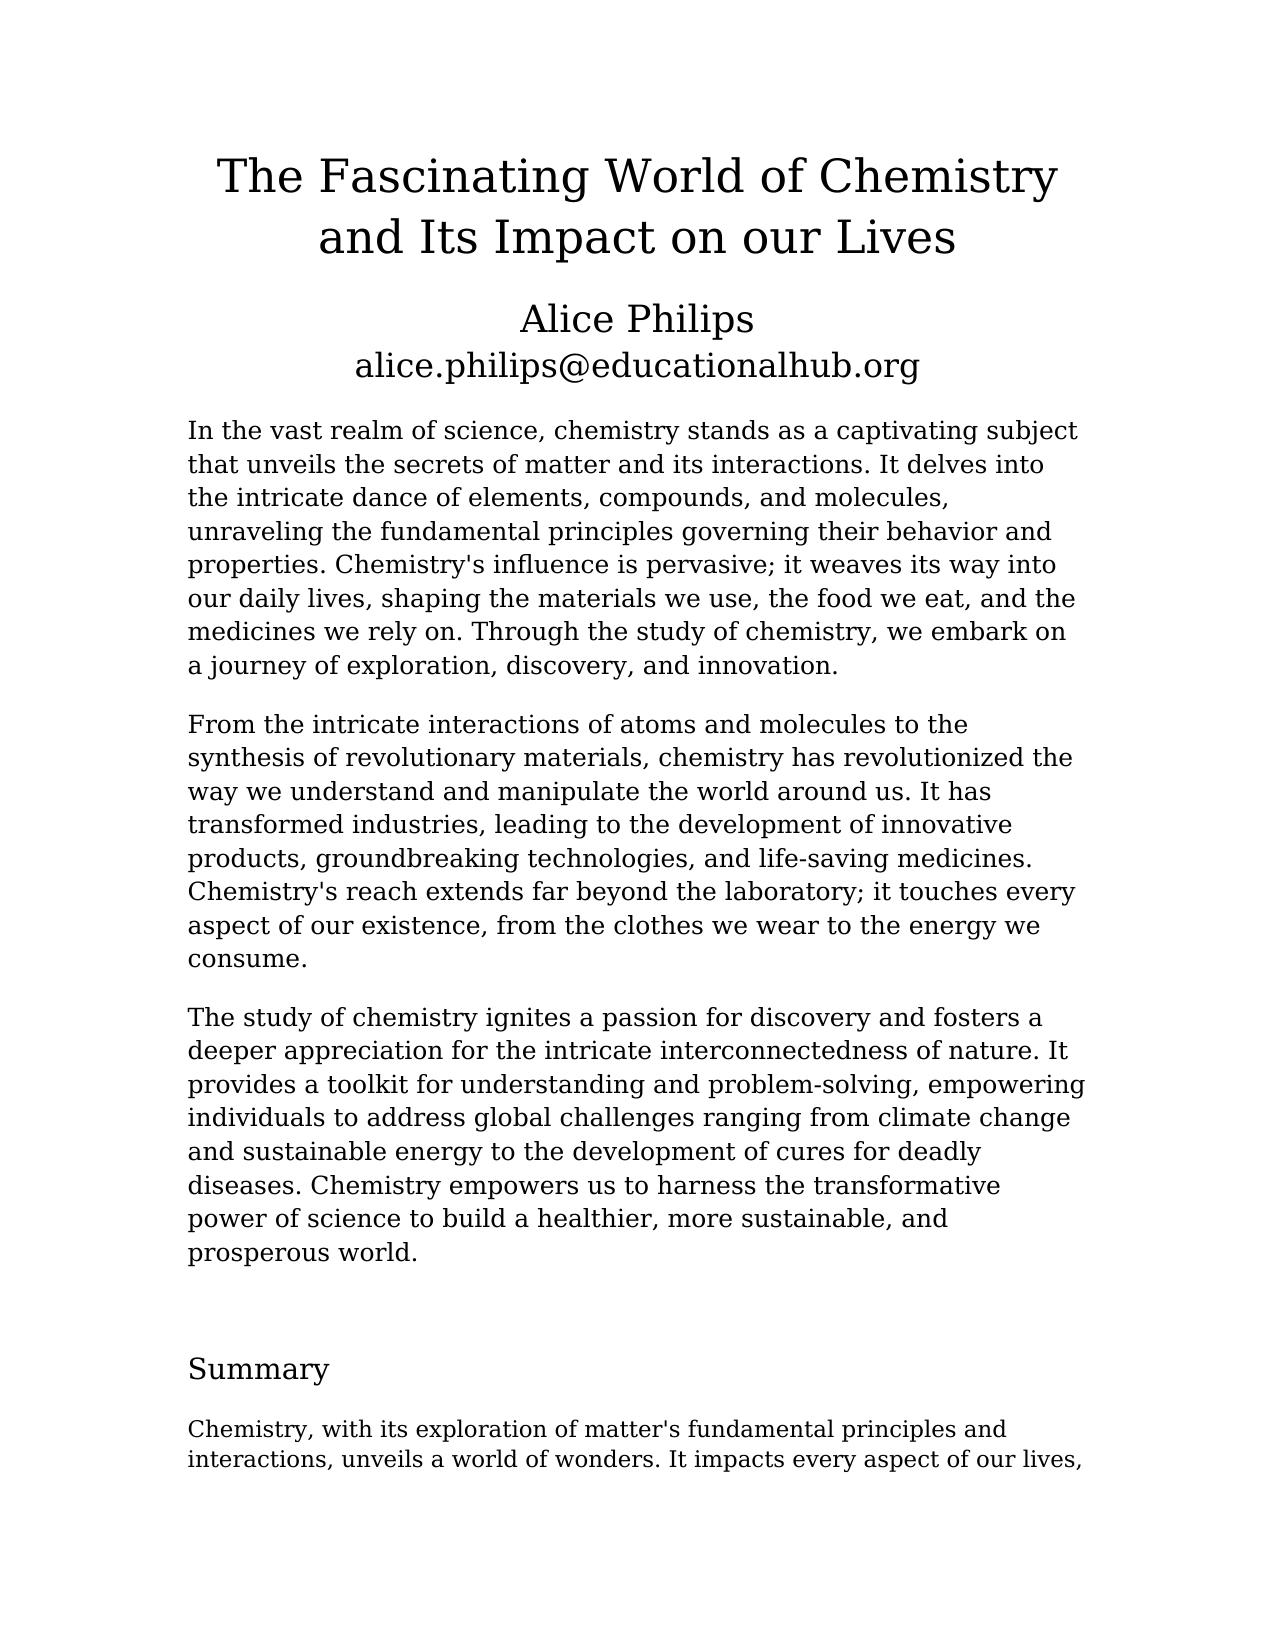 The Fascinating World of Chemistry
and Its Impact on our Lives
Alice Philips
alice.philips@educationalhub.org
In the vast realm of science, chemistry stands as a captivating subject
that unveils the secrets of matter and its interactions. It delves into
the intricate dance of elements, compounds, and molecules,
unraveling the fundamental principles governing their behavior and
properties. Chemistry's influence is pervasive; it weaves its way into
our daily lives, shaping the materials we use, the food we eat, and the
medicines we rely on. Through the study of chemistry, we embark on
a journey of exploration, discovery, and innovation.
From the intricate interactions of atoms and molecules to the
synthesis of revolutionary materials, chemistry has revolutionized the
way we understand and manipulate the world around us. It has
transformed industries, leading to the development of innovative
products, groundbreaking technologies, and life-saving medicines.
Chemistry's reach extends far beyond the laboratory; it touches every
aspect of our existence, from the clothes we wear to the energy we
consume.
The study of chemistry ignites a passion for discovery and fosters a
deeper appreciation for the intricate interconnectedness of nature. It
provides a toolkit for understanding and problem-solving, empowering
individuals to address global challenges ranging from climate change
and sustainable energy to the development of cures for deadly
diseases. Chemistry empowers us to harness the transformative
power of science to build a healthier, more sustainable, and
prosperous world.
Summary
Chemistry, with its exploration of matter's fundamental principles and
interactions, unveils a world of wonders. It impacts every aspect of our lives,